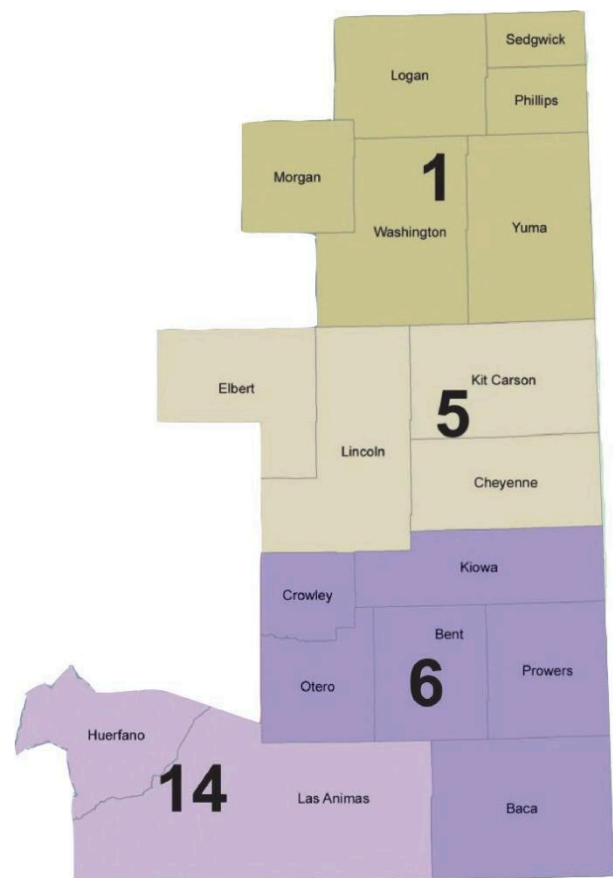 Sedgwick
Logan
Phillips
Morgan
1
Washington
Yuma
Elbert
Kit Carson
5
Lincoln
Cheyenne
Kiowa
Crowley
Bent
Otero
6
Prowers
Huerfano
14
Las Animas
Baca